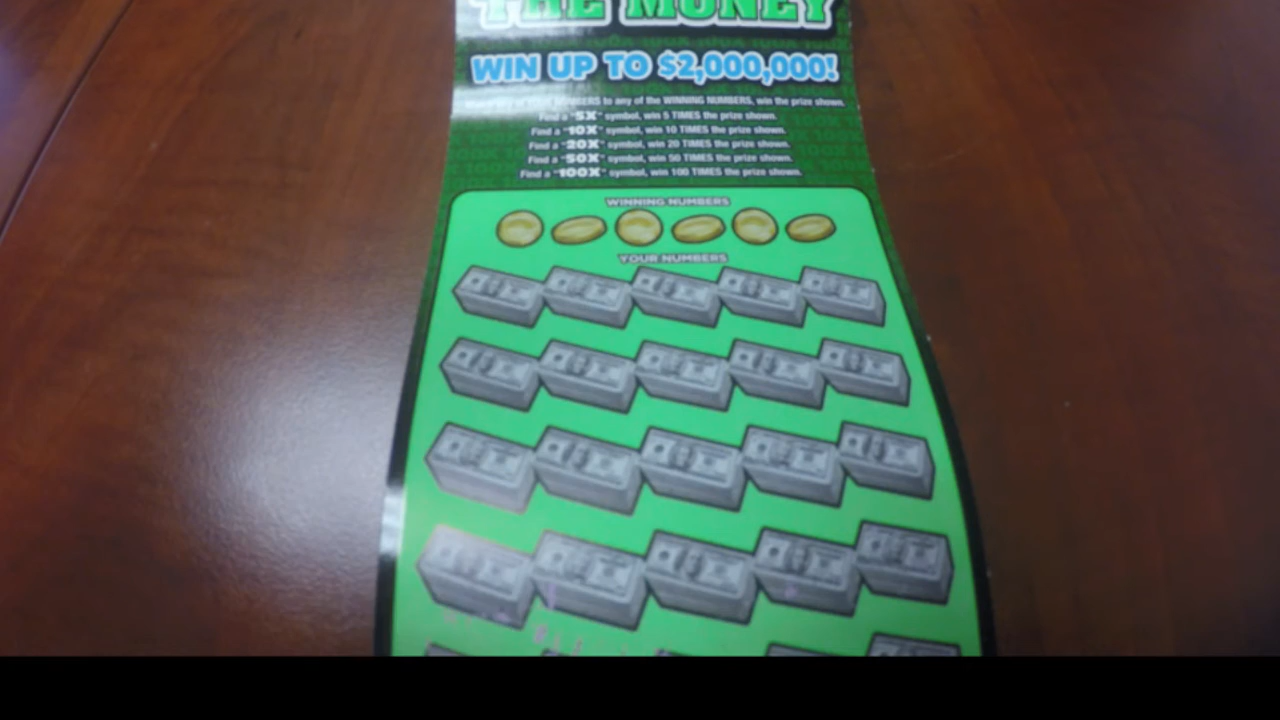 THE MONEY
WIN UP TO $2,000,000!
NUMBERS to any of the WINNING NUMBERS, win the prize shown.
Find a "5X" symbol, win 5 TIMES the prize shown.
Find a "10X" symbol, win 10 TIMES the prize shown.
Find a "20X" symbol, win 20 TIMES the prize shown.
Find a "50X" symbol, win 50 TIMES the prize shown.
Find a "100X" symbol, win 100 TIMES the prize shown.
WINNING NUMBERS
YOUR NUMBERS